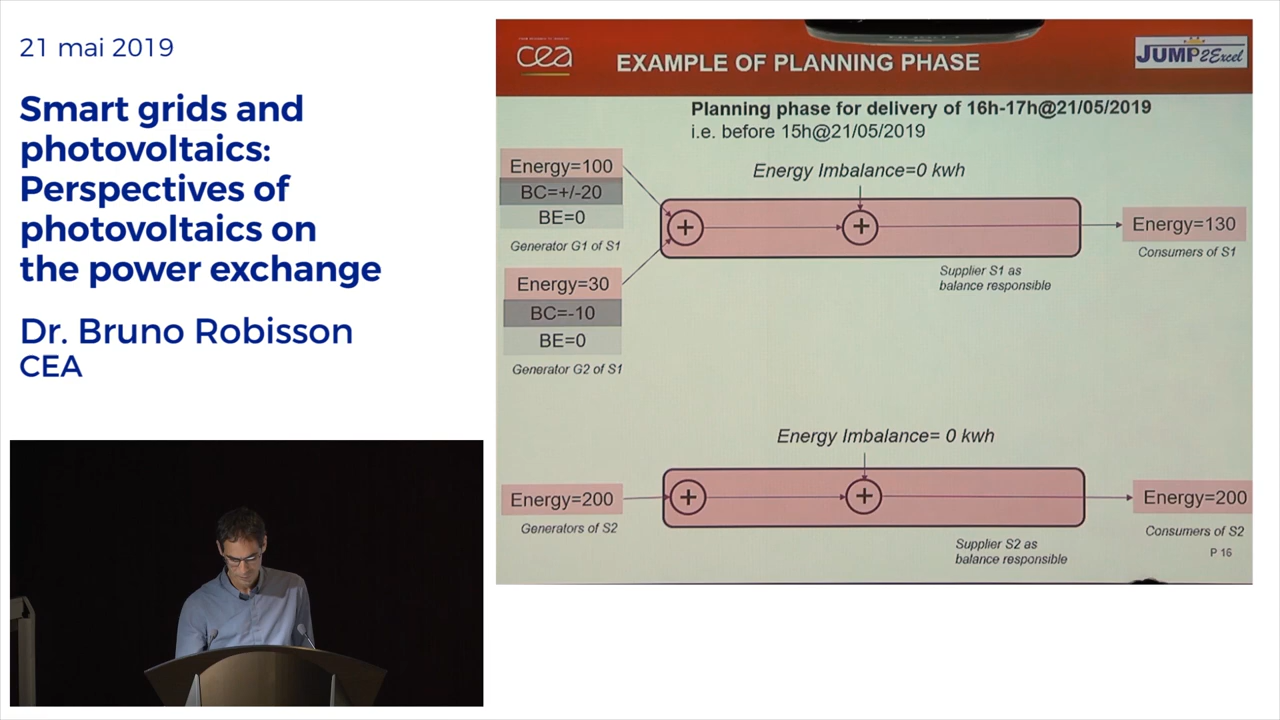 21 mai 2019
Smart grids and
photovoltaics:
Perspectives of
photovoltaics on
the power exchange
Dr. Bruno Robisson
CEA
cea
EXAMPLE OF PLANNING PHASE
JUMP2Excel
Planning phase for delivery of 16h-17h@21/05/2019
i.e. before 15h@21/05/2019
Energy=100
BC=+/-20
BE=0
Generator G1 of S1
Energy Imbalance=0 kwh
+
+
Energy=130
Consumers of S1
Supplier S1 as
balance responsible
Energy=30
BC=-10
BE=0
Generator G2 of S1
Energy Imbalance= 0 kwh
Energy=200
Generators of S2
+
+
Energy=200
Consumers of S2
Supplier S2 as
balance responsible
P 16